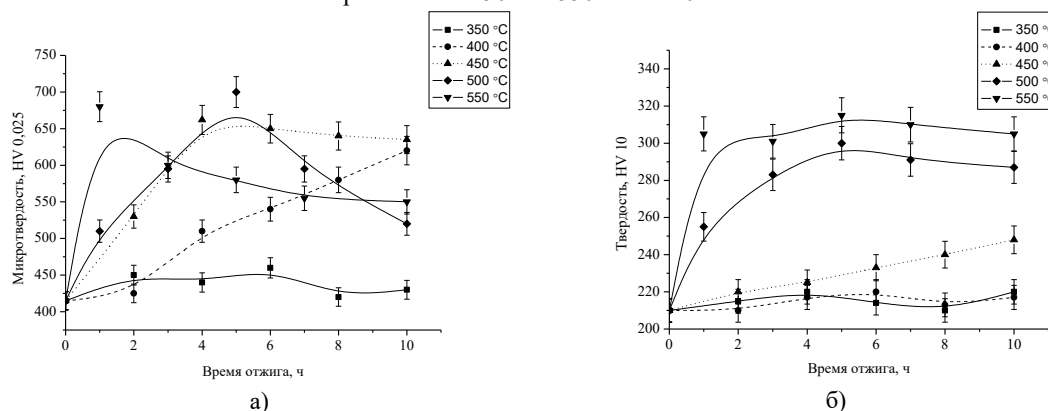 350 °C
400 °C
450 °C
500 °C
550 °C
750
700
650
600
550
500
450
400
Микротвердость, HV 0,025
0 2 4 6 8 10
Время отжига, ч
а)
350 °C
400 °C
450 °C
500 °C
550 °C
360
340
320
300
280
260
240
220
200
Твердость, HV 10
0 2 4 6 8 10
Время отжига, ч
б)